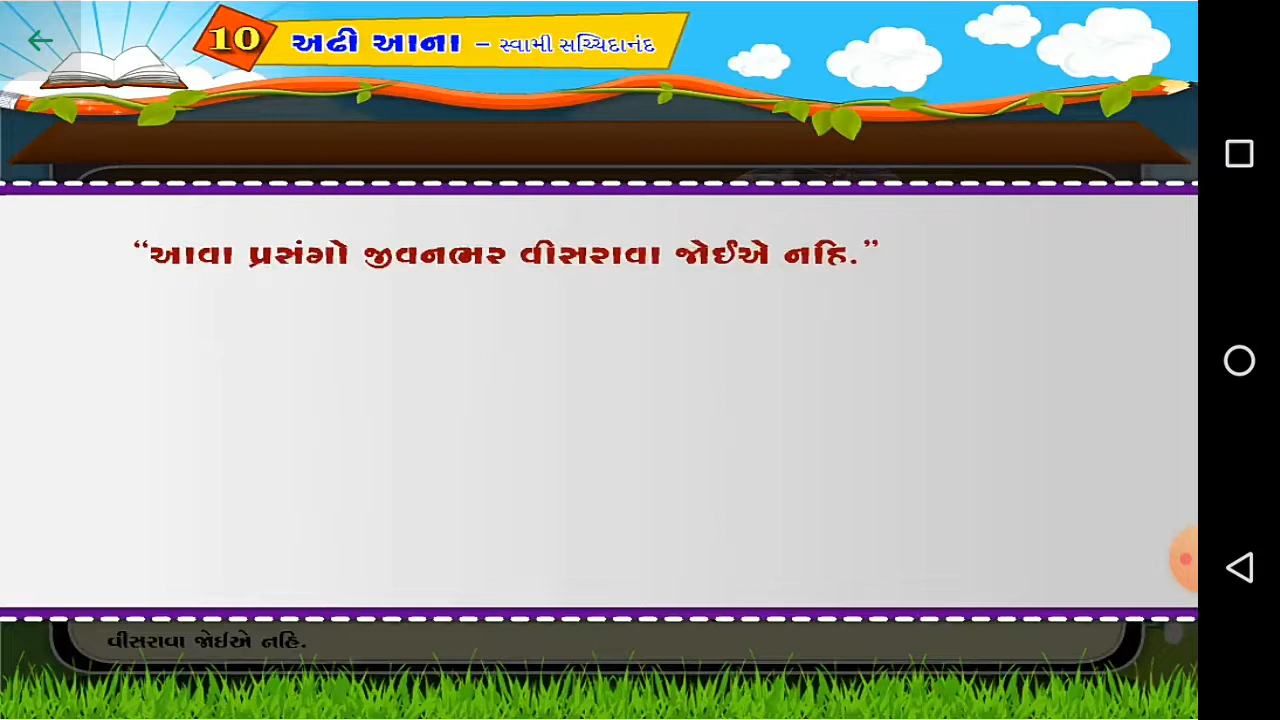 10 અઢી આના – સ્વામી સચ્ચિદાનંદ
“આવા પ્રસંગો જીવનભર વીસરાવા જોઈએ નહિ.”
વીસરાવા જોઈએ નહિ.